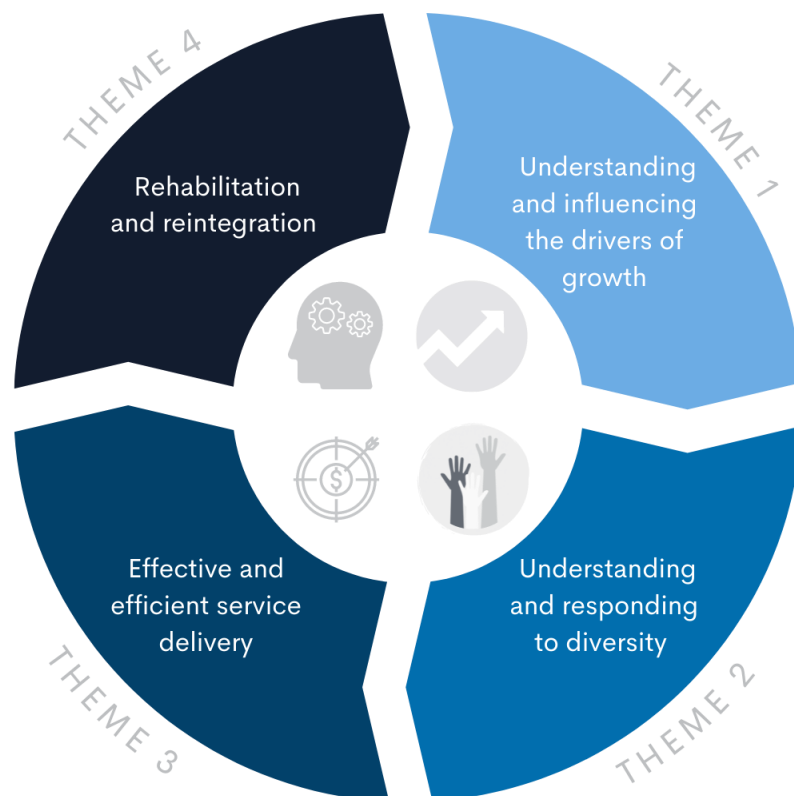 THEME 1
Understanding
and influencing
the drivers of
growth
THEME 2
Understanding
and responding
to diversity
THEME 3
Effective and
efficient service
delivery
$
THEME 4
Rehabilitation
and reintegration